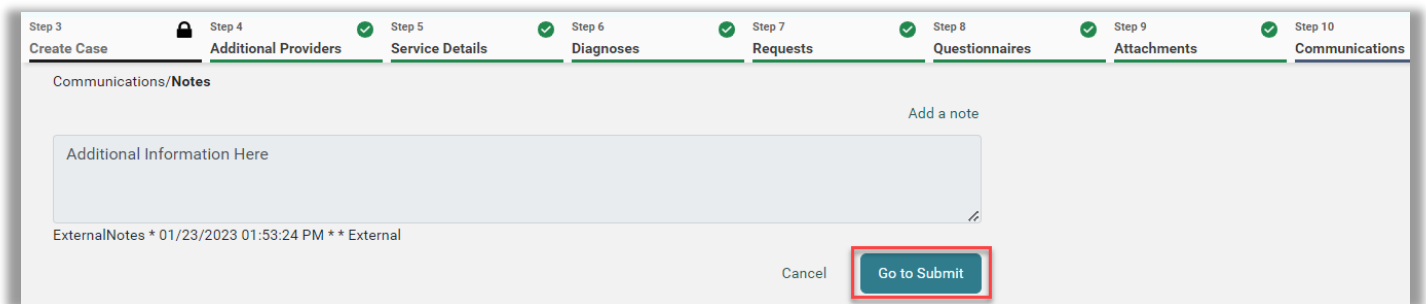 Step 3
Create Case
Step 4
Additional Providers
Step 5
Service Details
Step 6
Diagnoses
Step 7
Requests
Step 8
Questionnaires
Step 9
Attachments
Step 10
Communications
Communications/Notes
Add a note
Additional Information Here
ExternalNotes * 01/23/2023 01:53:24 PM * * External
Cancel
Go to Submit